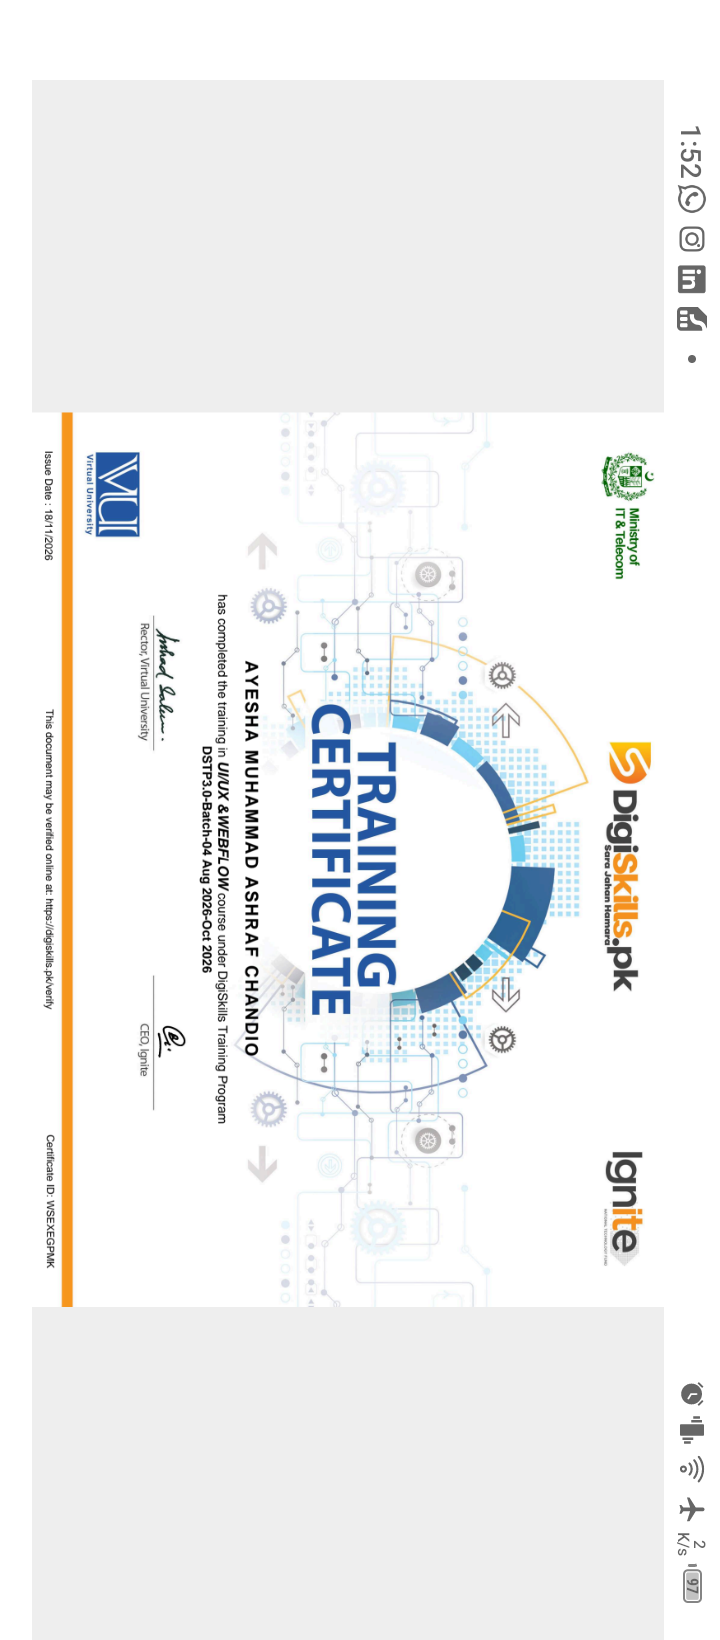 1:52
2
K/s
97
Ministry of
IT & Telecom
DigiSkills.pk
Sara Jahan Hamara
Ignite
TRAINING
CERTIFICATE
AYESHA MUHAMMAD ASHRAF CHANDIO
has completed the training in UI/UX &WEBFLOW course under DigiSkills Training Program
DSTP3.0-Batch-04 Aug 2026-Oct 2026
Rector, Virtual University
CEO, Ignite
VU
Virtual University
Issue Date : 18/11/2026
This document may be verified online at: https://digiskills.pk/verify
Certificate ID: WSEXEGPMK